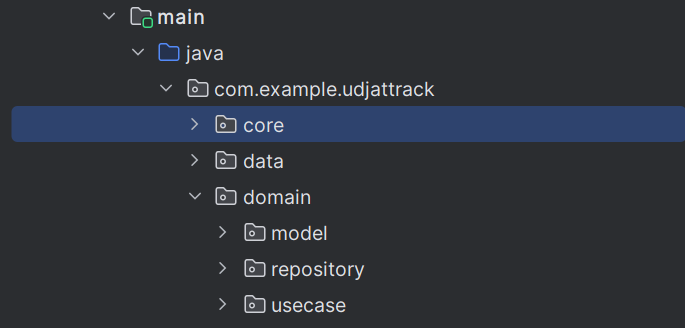 main
java
com.example.udjattrack
core
data
domain
model
repository
usecase